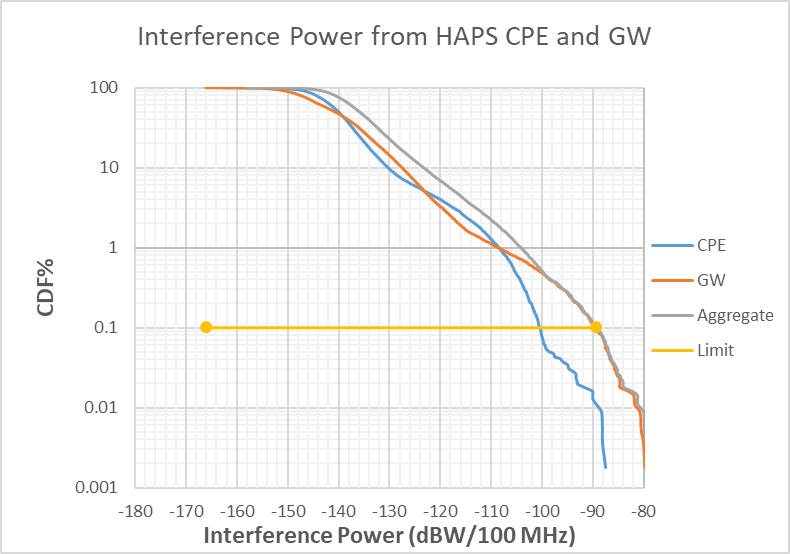 Interference Power from HAPS CPE and GW
100
10
1
0.1
0.01
0.001
CDF%
-180 -170 -160 -150 -140 -130 -120 -110 -100 -90 -80
Interference Power (dBW/100 MHz)
CPE
GW
Aggregate
Limit